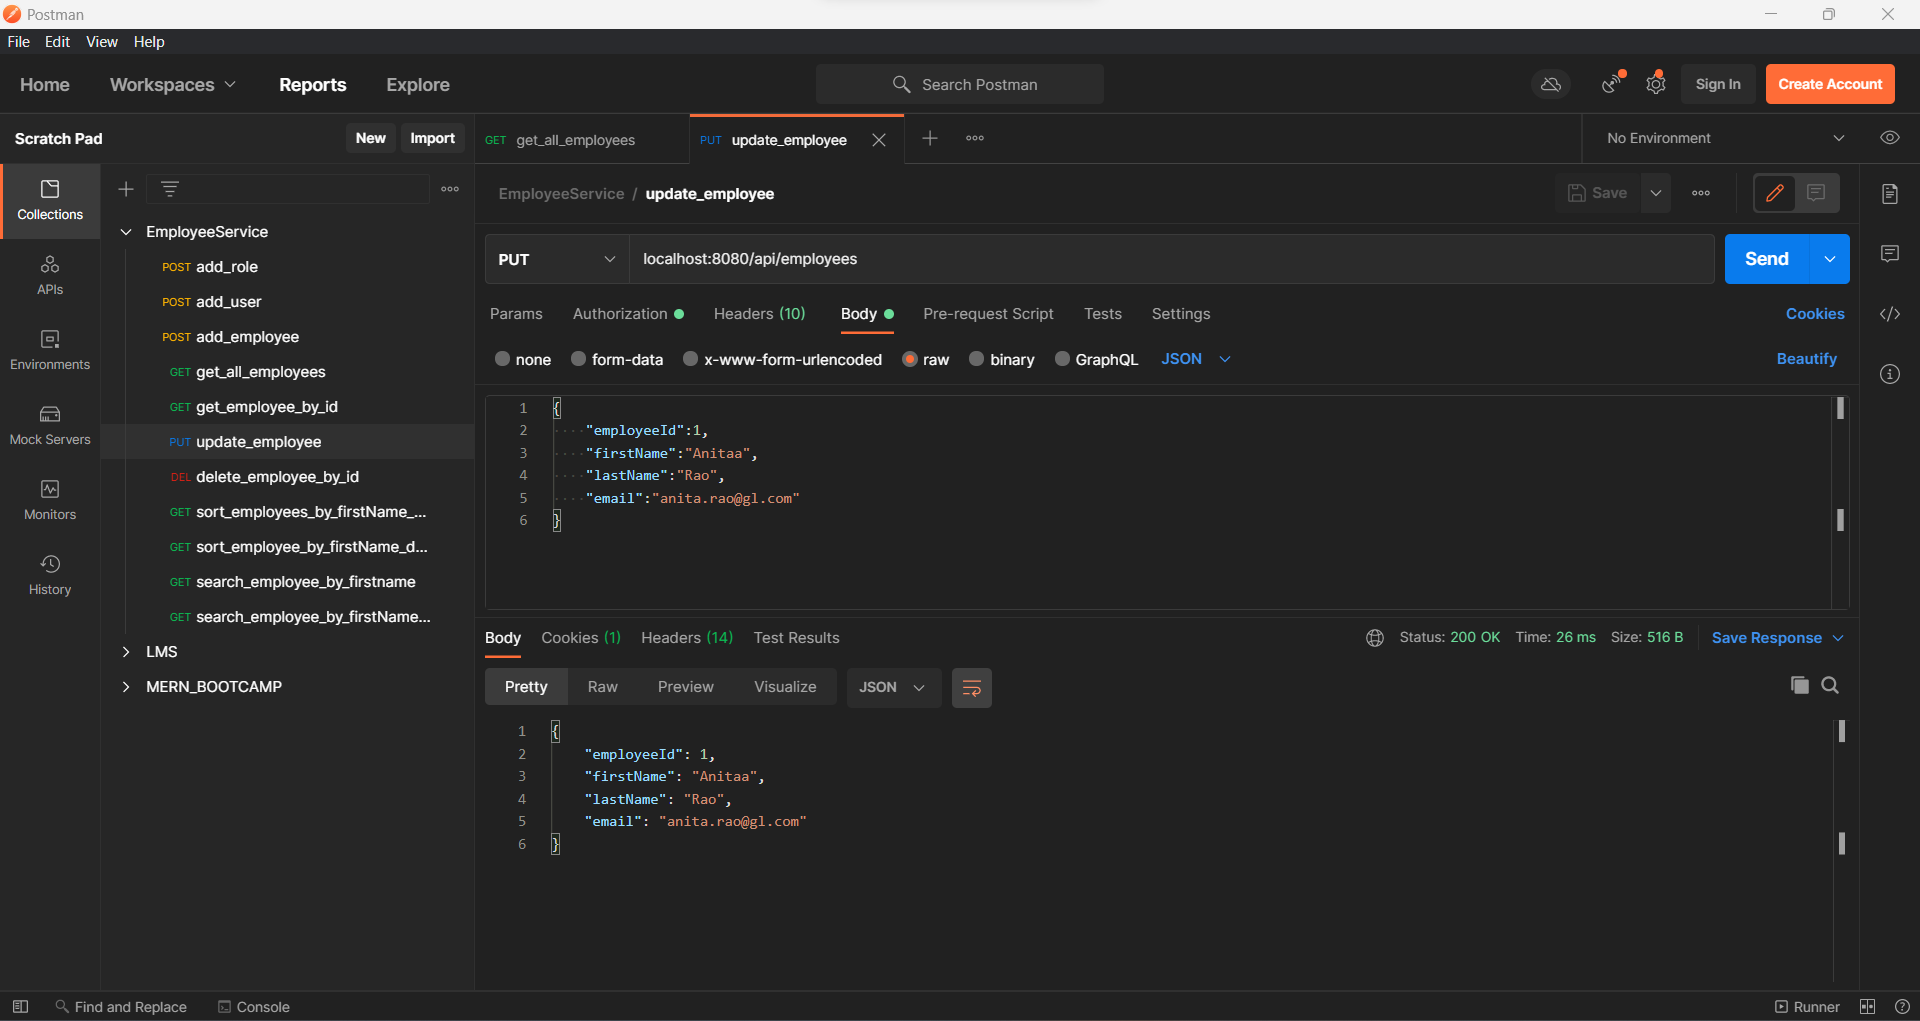 Postman
File Edit View Help
Home Workspaces Reports Explore Search Postman Sign In Create Account
Scratch Pad New Import GET get_all_employees PUT update_employee No Environment
Collections
APIs
Environments
Mock Servers
Monitors
History
EmployeeService
POST add_role
POST add_user
POST add_employee
GET get_all_employees
GET get_employee_by_id
PUT update_employee
DEL delete_employee_by_id
GET sort_employees_by_firstName_...
GET sort_employee_by_firstName_d...
GET search_employee_by_firstname
GET search_employee_by_firstName...
LMS
MERN_BOOTCAMP
EmployeeService / update_employee Save
PUT localhost:8080/api/employees Send
Params Authorization Headers (10) Body Pre-request Script Tests Settings Cookies
none form-data x-www-form-urlencoded raw binary GraphQL JSON Beautify
1 {
2 "employeeId":1,
3 "firstName":"Anitaa",
4 "lastName":"Rao",
5 "email":"anita.rao@gl.com"
6 }
Body Cookies (1) Headers (14) Test Results Status: 200 OK Time: 26 ms Size: 516 B Save Response
Pretty Raw Preview Visualize JSON
1 {
2 "employeeId": 1,
3 "firstName": "Anitaa",
4 "lastName": "Rao",
5 "email": "anita.rao@gl.com"
6 }
Find and Replace Console Runner